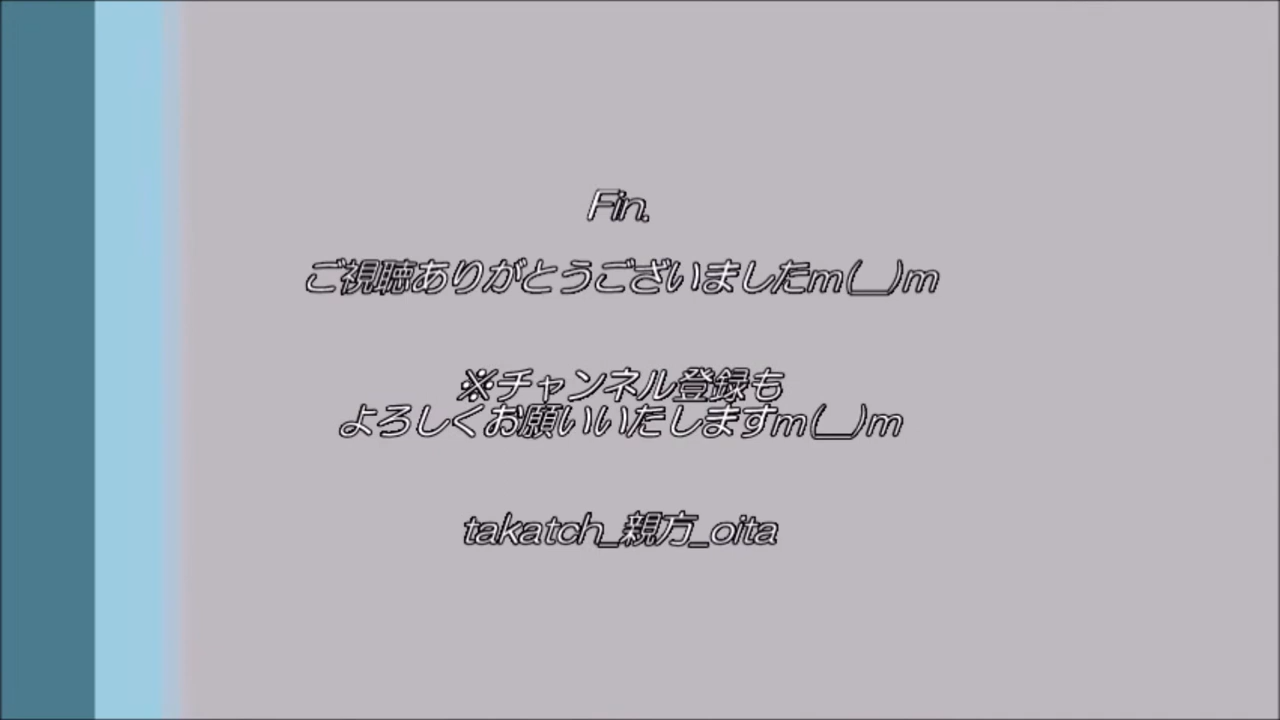 Fin.
ご視聴ありがとうございましたm(__)m
※チャンネル登録も
よろしくお願いいたしますm(__)m
takatch_親方_oita